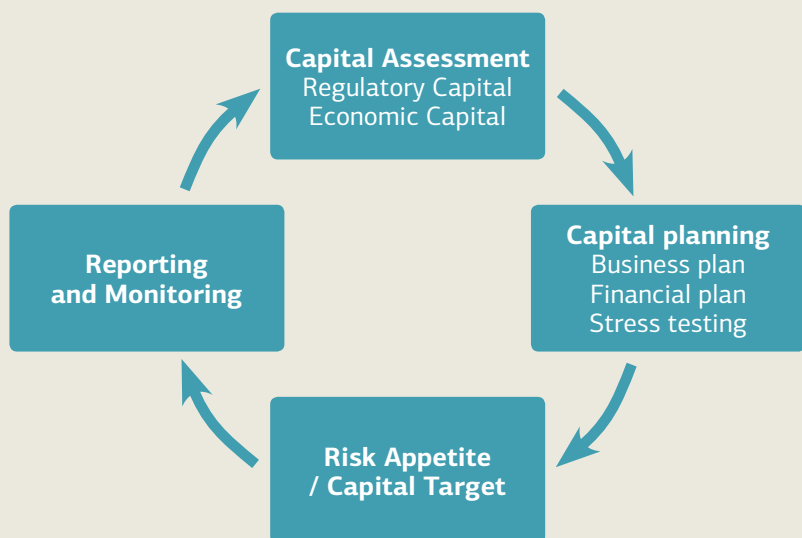 Capital Assessment
Regulatory Capital
Economic Capital
Capital planning
Business plan
Financial plan
Stress testing
Reporting
and Monitoring
Risk Appetite
/ Capital Target